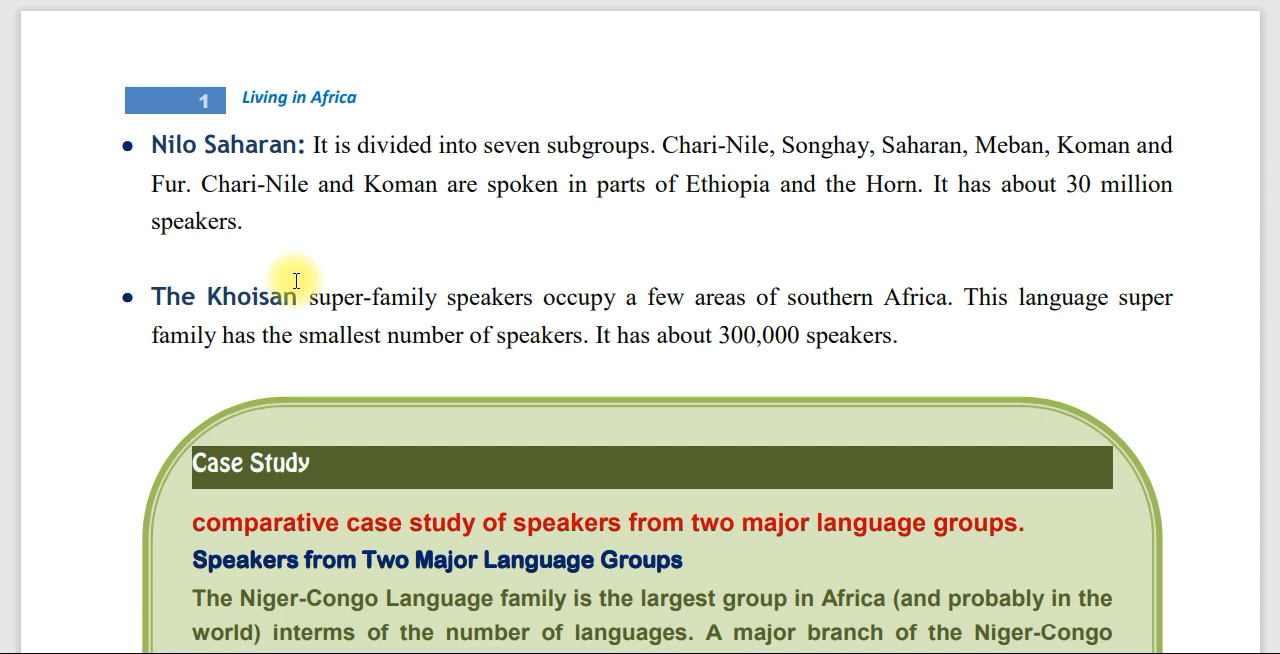 1 Living in Africa
• Nilo Saharan: It is divided into seven subgroups. Chari-Nile, Songhay, Saharan, Meban, Koman and
Fur. Chari-Nile and Koman are spoken in parts of Ethiopia and the Horn. It has about 30 million
speakers.
• The Khoisan super-family speakers occupy a few areas of southern Africa. This language super
family has the smallest number of speakers. It has about 300,000 speakers.
Case Study
comparative case study of speakers from two major language groups.
Speakers from Two Major Language Groups
The Niger-Congo Language family is the largest group in Africa (and probably in the
world) interms of the number of languages. A major branch of the Niger-Congo